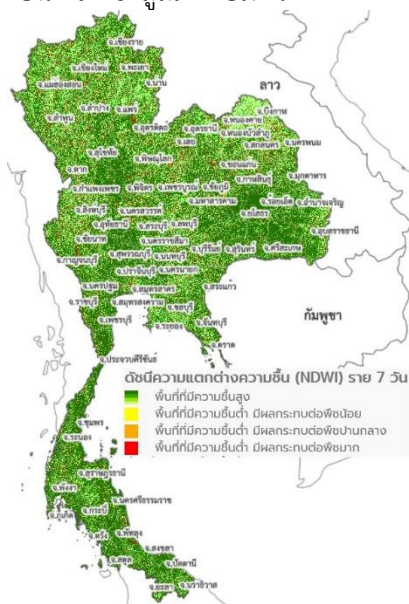 จ.เชียงราย
จ.เชียงใหม่ จ.พะเยา
จ.แม่ฮ่องสอน จ.น่าน
จ.ลำปาง จ.แพร่
จ.ลำพูน
ลาว
จ.บึงกาฬ
จ.อุตรดิตถ์ จ.อุดรธานี จ.หนองคาย
จ.หนองบัวลำภู
จ.เลย จ.สกลนคร จ.นครพนม
จ.สุโขทัย
จ.พิษณุโลก จ.ขอนแก่น
จ.ตาก จ.กาฬสินธุ์ จ.มุกดาหาร
จ.กำแพงเพชร จ.พิจิตร จ.เพชรบูรณ์ จ.ชัยภูมิ
จ.มหาสารคาม จ.ร้อยเอ็ด จ.อำนาจเจริญ
จ.สิงห์บุรี จ.นครสวรรค์ จ.ยโสธร
จ.อุทัยธานี จ.สระบุรี จ.ลพบุรี
จ.ชัยนาท จ.นครราชสีมา จ.บุรีรัมย์ จ.สุรินทร์ จ.ศรีสะเกษ จ.อุบลราชธานี
จ.สุพรรณบุรี จ.นนทบุรี
จ.กาญจนบุรี จ.ปราจีนบุรี จ.นครนายก
จ.นครปฐม จ.สมุทรสาคร จ.สระแก้ว
จ.ราชบุรี จ.สมุทรสงคราม จ.ชลบุรี
จ.เพชรบุรี จ.ระยอง จ.จันทบุรี
กัมพูชา
จ.ตราด
จ.ประจวบคีรีขันธ์
ดัชนีความแตกต่างความชื้น (NDWI) ราย 7 วัน
พื้นที่ที่มีความชื้นสูง
พื้นที่ที่มีความชื้นต่ำ มีผลกระทบต่อพืชน้อย
พื้นที่ที่มีความชื้นต่ำ มีผลกระทบต่อพืชปานกลาง
พื้นที่ที่มีความชื้นต่ำ มีผลกระทบต่อพืชมาก
จ.ชุมพร
จ.ระนอง
จ.สุราษฎร์ธานี
จ.พังงา จ.นครศรีธรรมราช
จ.ภูเก็ต จ.กระบี่
จ.ตรัง จ.พัทลุง
จ.สตูล จ.สงขลา
จ.ปัตตานี
จ.ยะลา จ.นราธิวาส